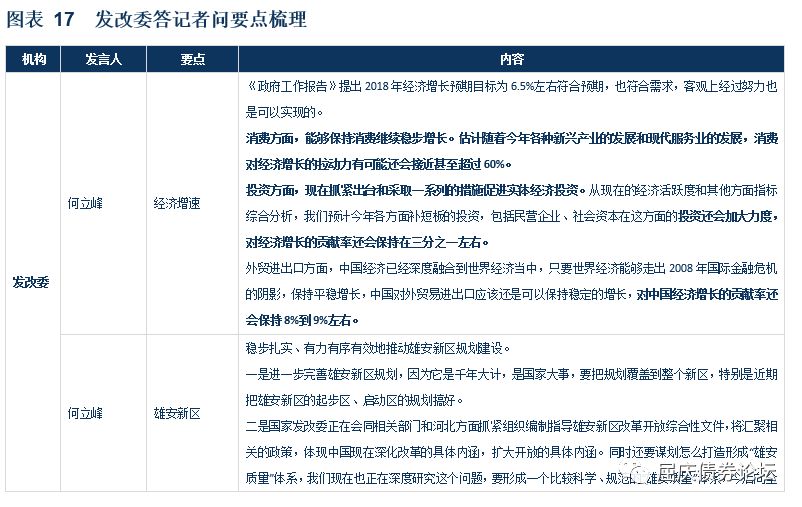 图表 17 发改委答记者问要点梳理
机构 发言人 要点 内容
《政府工作报告》提出 2018 年经济增长预期目标为 6.5%左右符合预期，也符合需求，客观上经过努力也
是可以实现的。
消费方面，能够保持消费继续稳步增长。估计随着今年各种新兴产业的发展和现代服务业的发展，消费
对经济增长的拉动力有可能还会接近甚至超过 60%。
投资方面，现在抓紧出台和采取一系列的措施促进实体经济投资。从现在的经济活跃度和其他方面指标
何立峰 经济增速
综合分析，我们预计今年各方面补短板的投资，包括民营企业、社会资本在这方面的投资还会加大力度，
对经济增长的贡献率还会保持在三分之一左右。
外贸进出口方面，中国经济已经深度融合到世界经济当中，只要世界经济能够走出 2008 年国际金融危机
发改委
的阴影，保持平稳增长，中国对外贸易进出口应该还是可以保持稳定的增长，对中国经济增长的贡献率还
会保持 8%到 9%左右。
稳步扎实、有力有序有效地推动雄安新区规划建设。
一是进一步完善雄安新区规划，因为它是千年大计，是国家大事，要把规划覆盖到整个新区，特别是近期
把雄安新区的起步区、启动区的规划搞好。
何立峰 雄安新区
二是国家发改委正在会同相关部门和河北方面抓紧组织编制指导雄安新区改革开放综合性文件，将汇聚相
关的政策，体现中国现在深化改革的具体内涵，扩大开放的具体内涵。同时还要谋划怎么打造形成“雄安
质量”体系，我们现在也正在深度研究这个问题，要形成一个比较科学、规范的雄安质量体系，今后向全
屈庆债券论坛